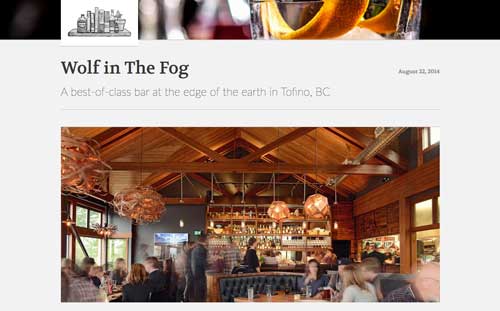 Wolf in The Fog
August 22, 2014
A best-of-class bar at the edge of the earth in Tofino, BC